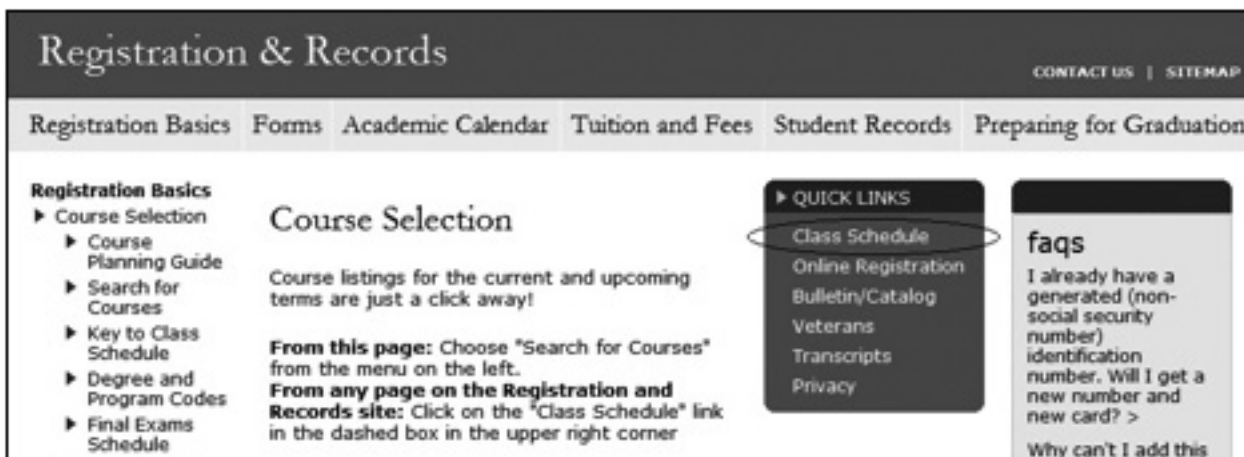 Registration & Records
CONTACT US | SITEMAP
Registration Basics Forms Academic Calendar Tuition and Fees Student Records Preparing for Graduation
Registration Basics
Course Selection
Course
Planning Guide
Search for
Courses
Key to Class
Schedule
Degree and
Program Codes
Final Exams
Schedule
Course Selection
Course listings for the current and upcoming
terms are just a click away!
From this page: Choose "Search for Courses"
from the menu on the left.
From any page on the Registration and
Records site: Click on the "Class Schedule" link
in the dashed box in the upper right corner
QUICK LINKS
Class Schedule
Online Registration
Bulletin/Catalog
Veterans
Transcripts
Privacy
faqs
I already have a
generated (non-
social security
number)
identification
number. Will I get a
new number and
new card? >
Why can't I add this